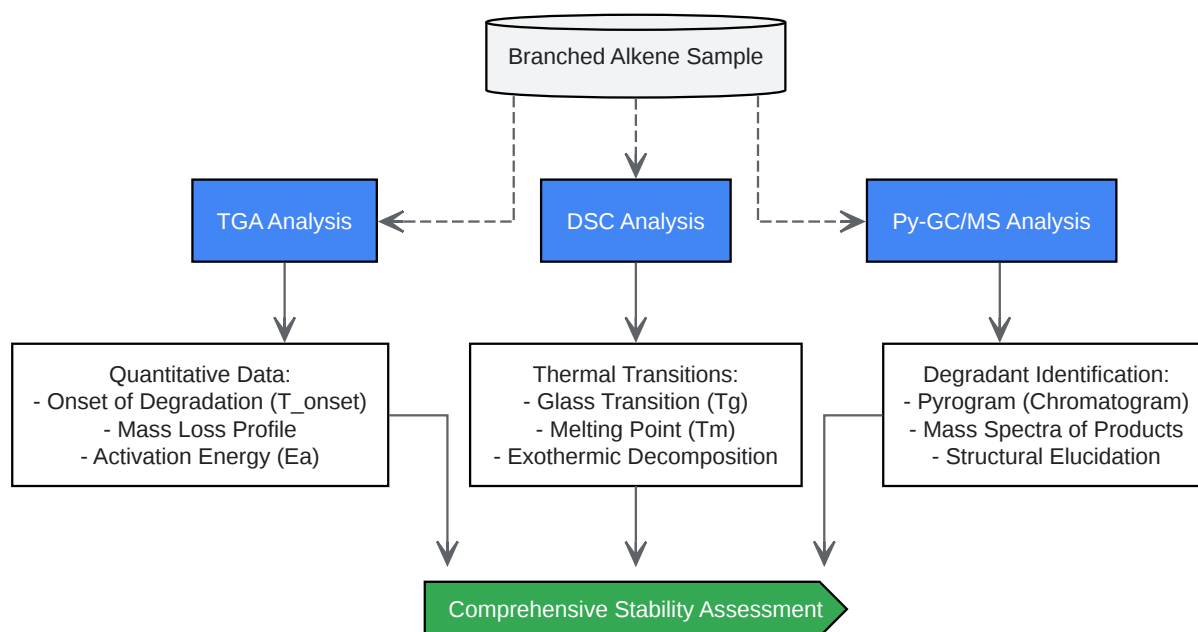 Branched Alkene Sample
TGA Analysis
DSC Analysis
Py-GC/MS Analysis
Quantitative Data:
- Onset of Degradation (T_onset)
- Mass Loss Profile
- Activation Energy (Ea)
Thermal Transitions:
- Glass Transition (Tg)
- Melting Point (Tm)
- Exothermic Decomposition
Degradant Identification:
- Pyrogram (Chromatogram)
- Mass Spectra of Products
- Structural Elucidation
Comprehensive Stability Assessment